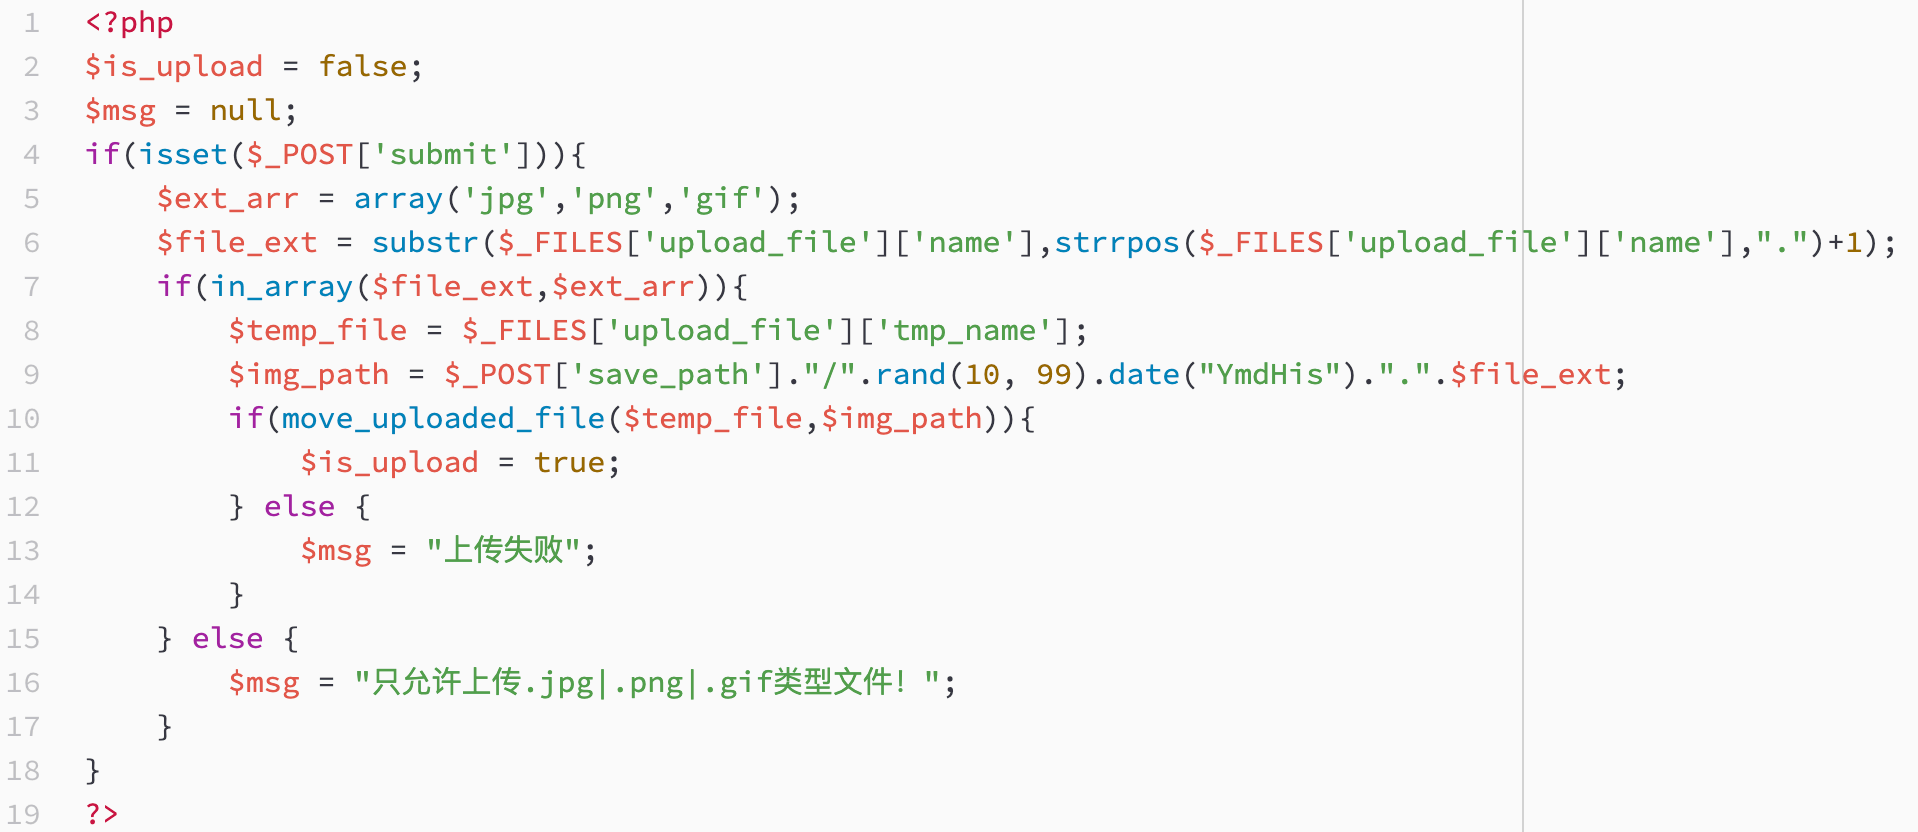 1 <?php
2 $is_upload = false;
3 $msg = null;
4 if(isset($_POST['submit'])){
5     $ext_arr = array('jpg','png','gif');
6     $file_ext = substr($_FILES['upload_file']['name'],strrpos($_FILES['upload_file']['name'],".")+1);
7     if(in_array($file_ext,$ext_arr)){
8         $temp_file = $_FILES['upload_file']['tmp_name'];
9         $img_path = $_POST['save_path']."/".rand(10, 99).date("YmdHis").".".$file_ext;
10         if(move_uploaded_file($temp_file,$img_path)){
11             $is_upload = true;
12         } else {
13             $msg = "上传失败";
14         }
15     } else {
16         $msg = "只允许上传.jpg|.png|.gif类型文件！";
17     }
18 }
19 ?>